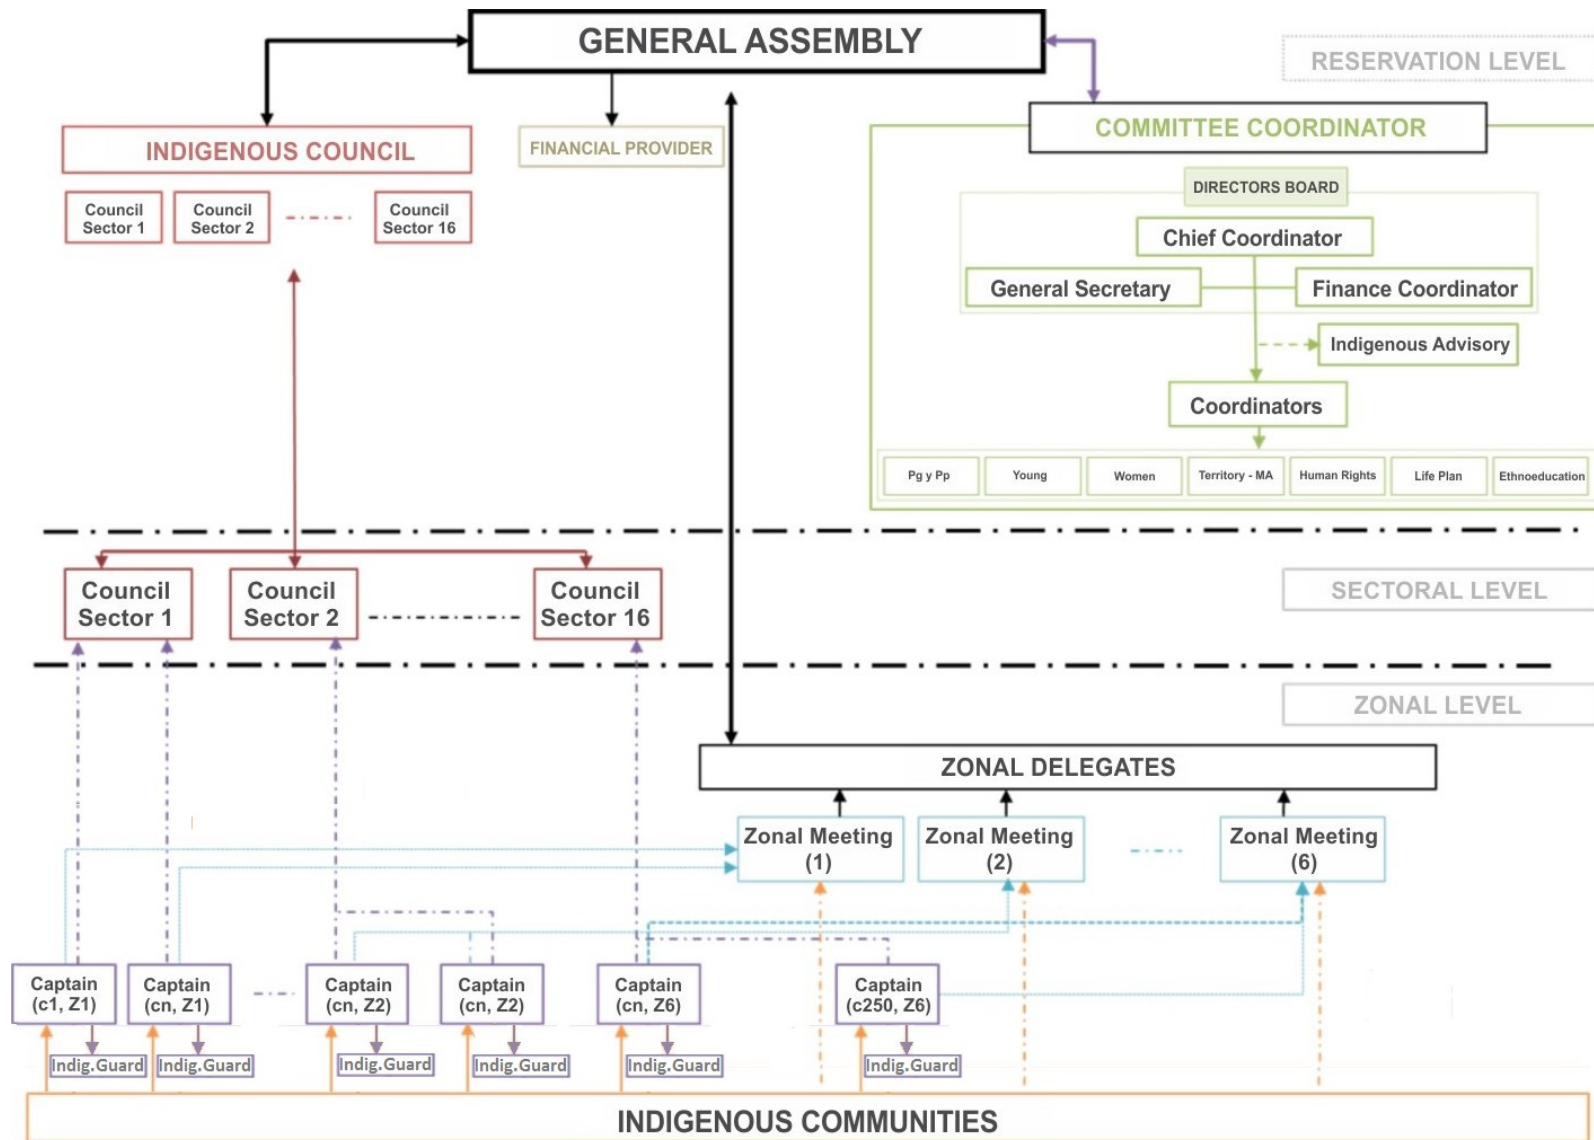 GENERAL ASSEMBLY
RESERVATION LEVEL
INDIGENOUS COUNCIL
FINANCIAL PROVIDER
COMMITTEE COORDINATOR
DIRECTORS BOARD
Council
Sector 1
Council
Sector 2
Council
Sector 16
Chief Coordinator
General Secretary
Finance Coordinator
Indigenous Advisory
Coordinators
Pg y Pp
Young
Women
Territory - MA
Human Rights
Life Plan
Ethnoeducation
Council
Sector 1
Council
Sector 2
Council
Sector 16
SECTORAL LEVEL
ZONAL LEVEL
ZONAL DELEGATES
Zonal Meeting
(1)
Zonal Meeting
(2)
Zonal Meeting
(6)
Captain
(c1, Z1)
Captain
(cn, Z1)
Captain
(cn, Z2)
Captain
(cn, Z2)
Captain
(cn, Z6)
Captain
(c250, Z6)
Indig.Guard
Indig.Guard
Indig.Guard
Indig.Guard
Indig.Guard
Indig.Guard
INDIGENOUS COMMUNITIES